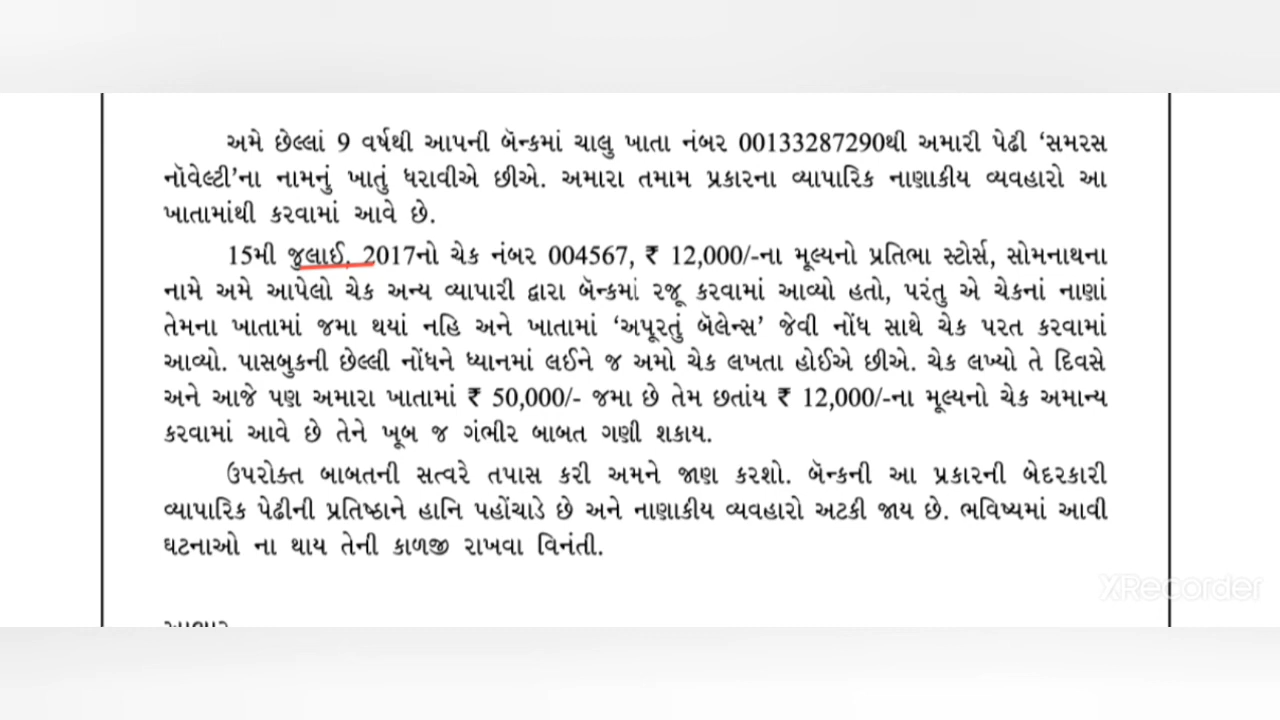 અમે છેલ્લાં 9 વર્ષથી આપની બૅન્કમાં ચાલુ ખાતા નંબર 00133287290થી અમારી પેઢી ‘સમરસ
નૉવેલ્ટી’ના નામનું ખાતું ધરાવીએ છીએ. અમારા તમામ પ્રકારના વ્યાપારિક નાણાકીય વ્યવહારો આ
ખાતામાંથી કરવામાં આવે છે.
15મી જુલાઈ, 2017નો ચેક નંબર 004567, ₹ 12,000/-ના મૂલ્યનો પ્રતિભા સ્ટોર્સ, સોમનાથના
નામે અમે આપેલો ચેક અન્ય વ્યાપારી દ્વારા બૅન્કમાં રજૂ કરવામાં આવ્યો હતો, પરંતુ એ ચેકનાં નાણાં
તેમના ખાતામાં જમા થયાં નહિ અને ખાતામાં ‘અપૂરતું બૅલેન્સ’ જેવી નોંધ સાથે ચેક પરત કરવામાં
આવ્યો. પાસબુકની છેલ્લી નોંધને ધ્યાનમાં લઈને જ અમો ચેક લખતા હોઈએ છીએ. ચેક લખ્યો તે દિવસે
અને આજે પણ અમારા ખાતામાં ₹ 50,000/- જમા છે તેમ છતાંય ₹ 12,000/-ના મૂલ્યનો ચેક અમાન્ય
કરવામાં આવે છે તેને ખૂબ જ ગંભીર બાબત ગણી શકાય.
ઉપરોક્ત બાબતની સત્વરે તપાસ કરી અમને જાણ કરશો. બૅન્કની આ પ્રકારની બેદરકારી
વ્યાપારિક પેઢીની પ્રતિષ્ઠાને હાનિ પહોંચાડે છે અને નાણાકીય વ્યવહારો અટકી જાય છે. ભવિષ્યમાં આવી
ઘટનાઓ ના થાય તેની કાળજી રાખવા વિનંતી.
XRecorder